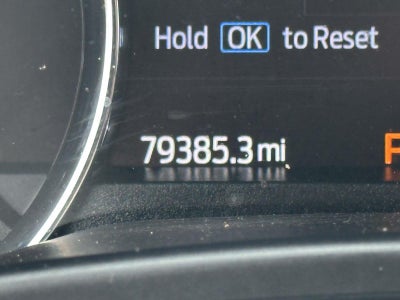 Hold OK to Reset
79385.3 mi